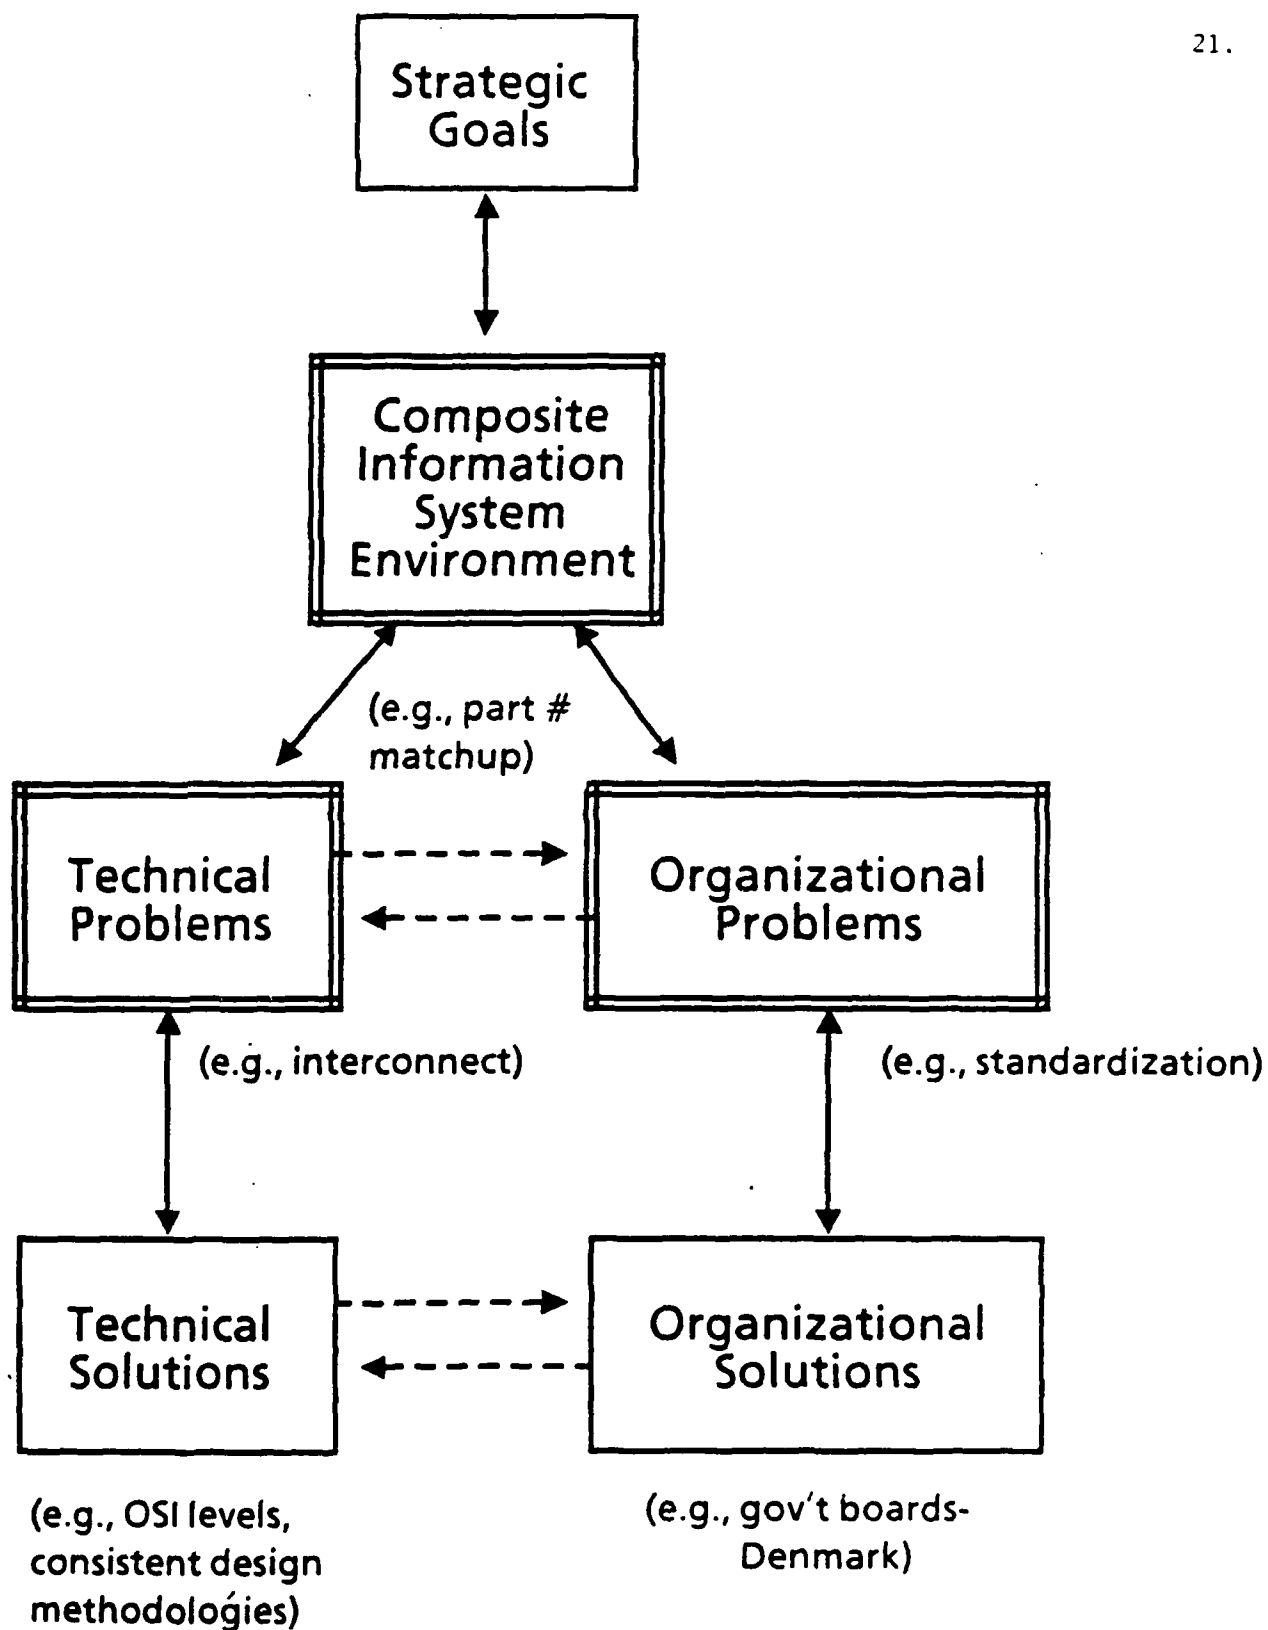 21.
Strategic
Goals
Composite
Information
System
Environment
(e.g., part #
matchup)
Technical
Problems
Organizational
Problems
(e.g., interconnect)
(e.g., standardization)
Technical
Solutions
Organizational
Solutions
(e.g., OSI levels,
consistent design
methodologies)
(e.g., gov't boards-
Denmark)